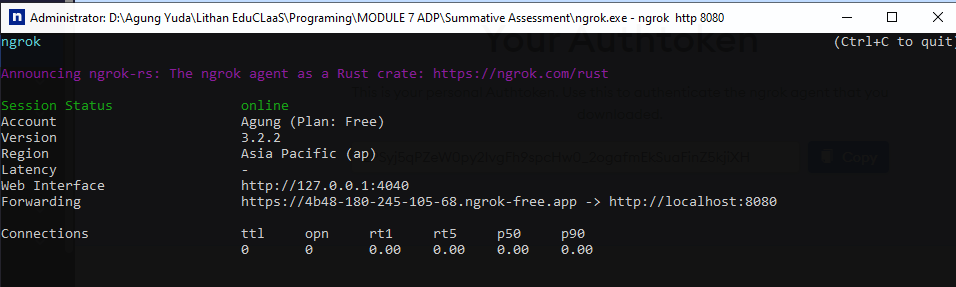 Administrator: D:\Agung Yuda\Lithan EduCLaaS\Programing\MODULE 7 ADP\Summative Assessment\ngrok.exe - ngrok http 8080
Your Authtoken
ngrok (Ctrl+C to quit)
Announcing ngrok-rs: The ngrok agent as a Rust crate: https://ngrok.com/rust
Session Status online
Account Agung (Plan: Free)
Version 3.2.2
Region Asia Pacific (ap)
Latency -
Copy
Web Interface http://127.0.0.1:4040
Forwarding https://4b48-180-245-105-68.ngrok-free.app -> http://localhost:8080
Connections ttl opn rt1 rt5 p50 p90
0 0 0.00 0.00 0.00 0.00